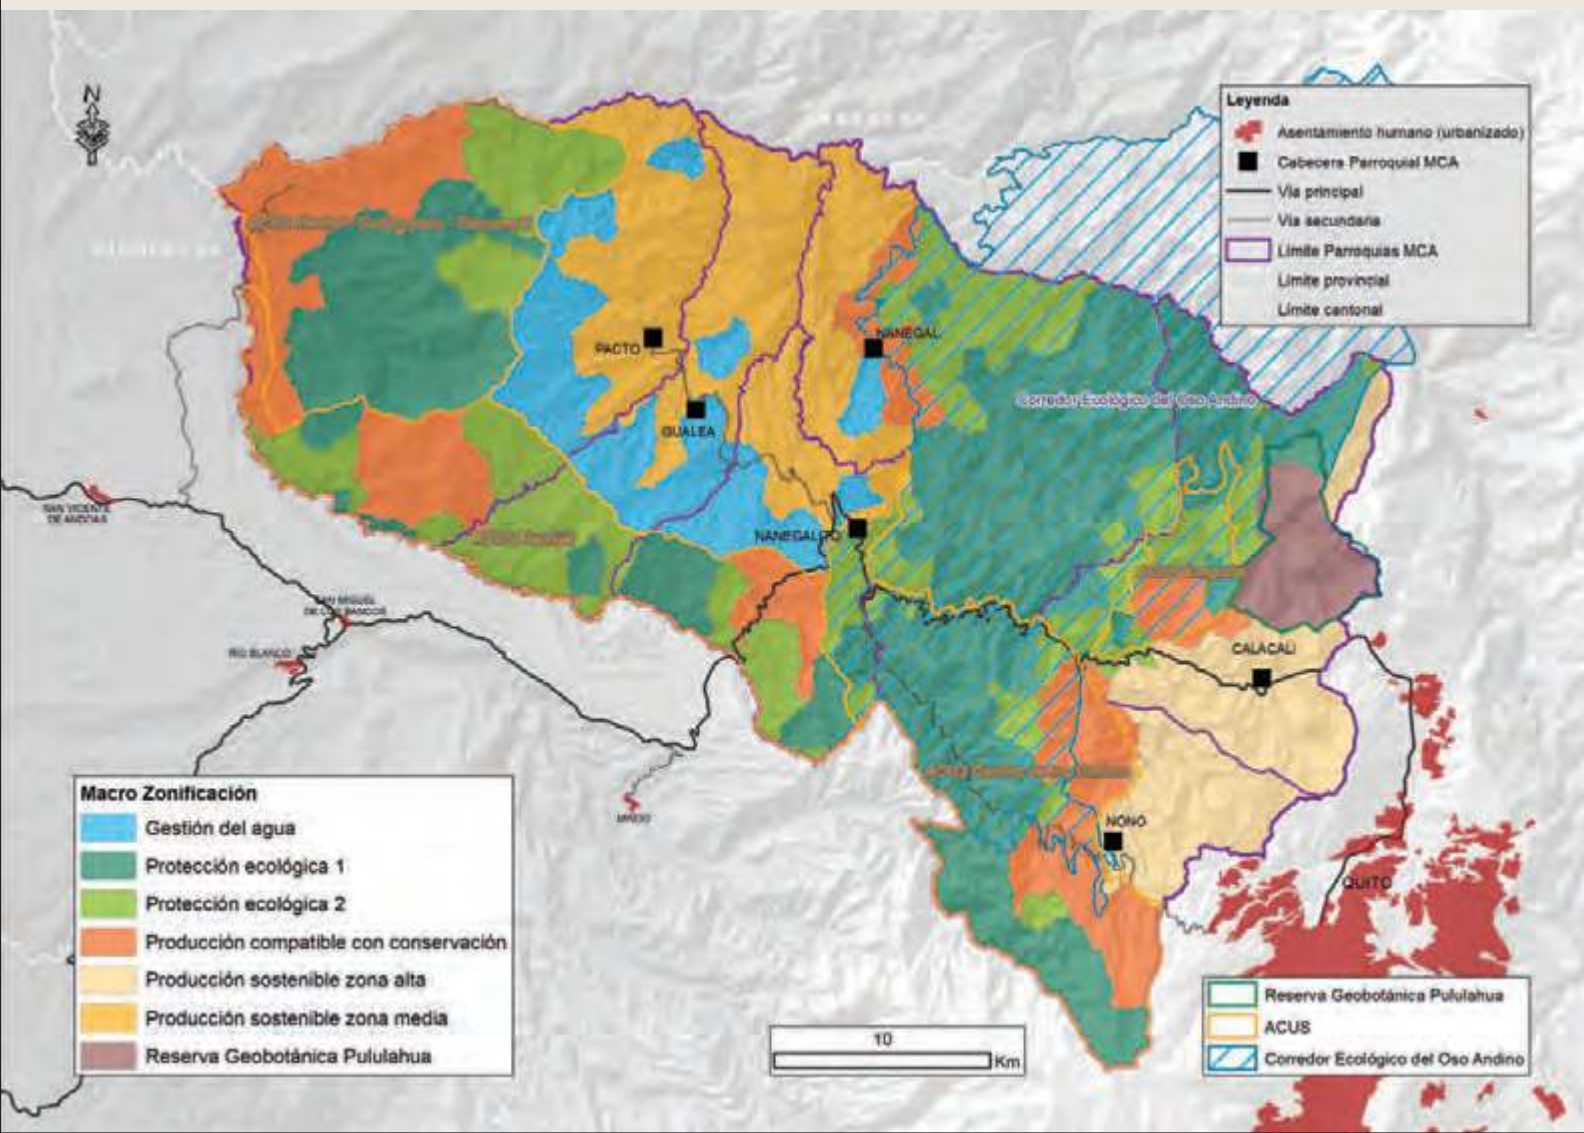 N
Leyenda
Asentamiento humano (urbanizado)
Cabecera Parroquial MCA
Vía principal
Vía secundaria
Límite Parroquias MCA
Límite provincial
Límite cantonal
NANEGAL
PACTO
Corredor Ecológico del Oso Andino
GUALEA
SAN VICENTE
DE ANDOAS
NANEGALITO
SAN MIGUEL
DE LOS BANCOS
RÍO BLANCO
CALACALI
MINDO
NONO
QUITO
Macro Zonificación
Gestión del agua
Protección ecológica 1
Protección ecológica 2
Producción compatible con conservación
Producción sostenible zona alta
Producción sostenible zona media
Reserva Geobotánica Pululahua
10
Km
Reserva Geobotánica Pululahua
ACUS
Corredor Ecológico del Oso Andino